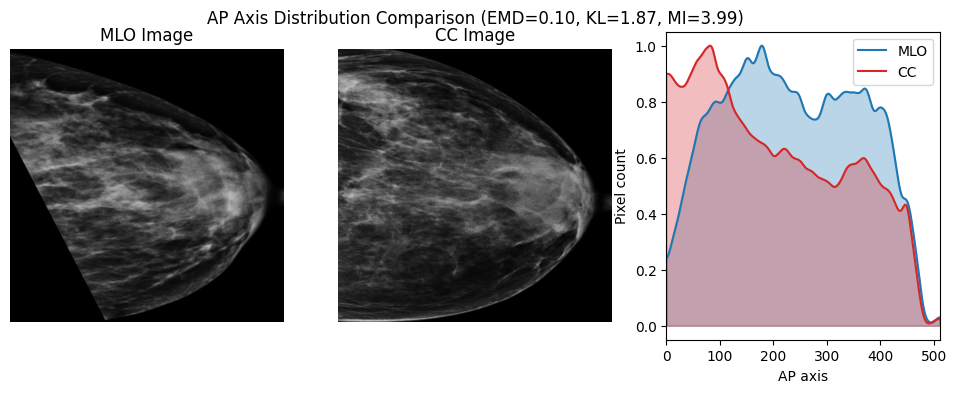 AP Axis Distribution Comparison (EMD=0.10, KL=1.87, MI=3.99)
MLO Image
CC Image
MLO
CC
Pixel count
1.0
0.8
0.6
0.4
0.2
0.0
0 100 200 300 400 500
AP axis